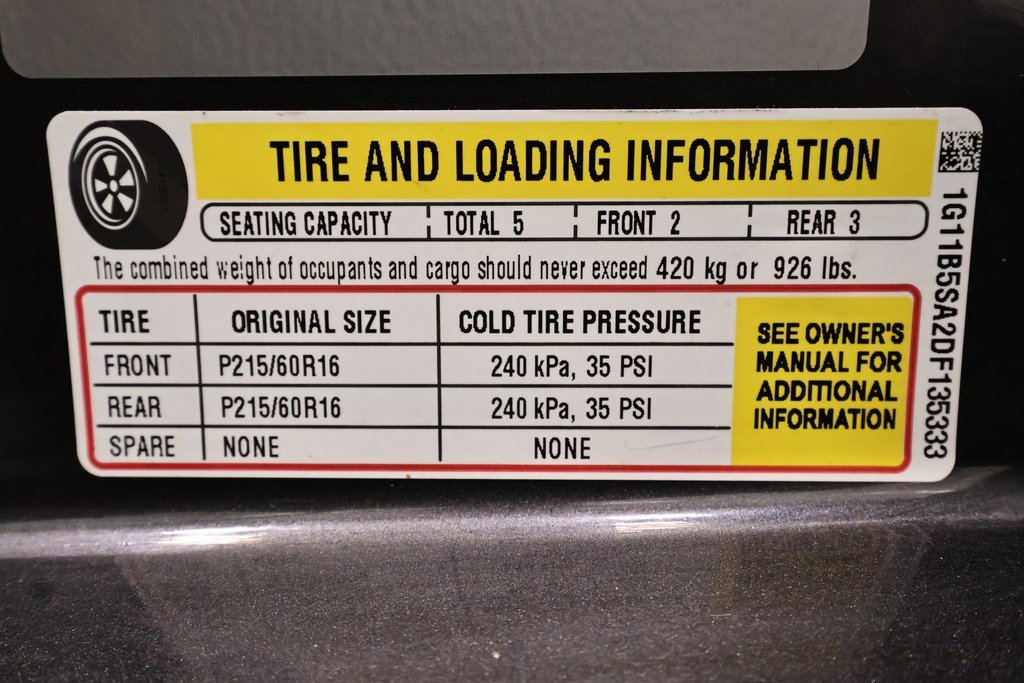 TIRE AND LOADING INFORMATION
SEATING CAPACITY TOTAL 5 FRONT 2 REAR 3
The combined weight of occupants and cargo should never exceed 420 kg or 926 lbs.
TIRE ORIGINAL SIZE COLD TIRE PRESSURE
FRONT P215/60R16 240 kPa, 35 PSI
REAR P215/60R16 240 kPa, 35 PSI
SPARE NONE NONE
SEE OWNER'S
MANUAL FOR
ADDITIONAL
INFORMATION
1G11B5SA2DF135333